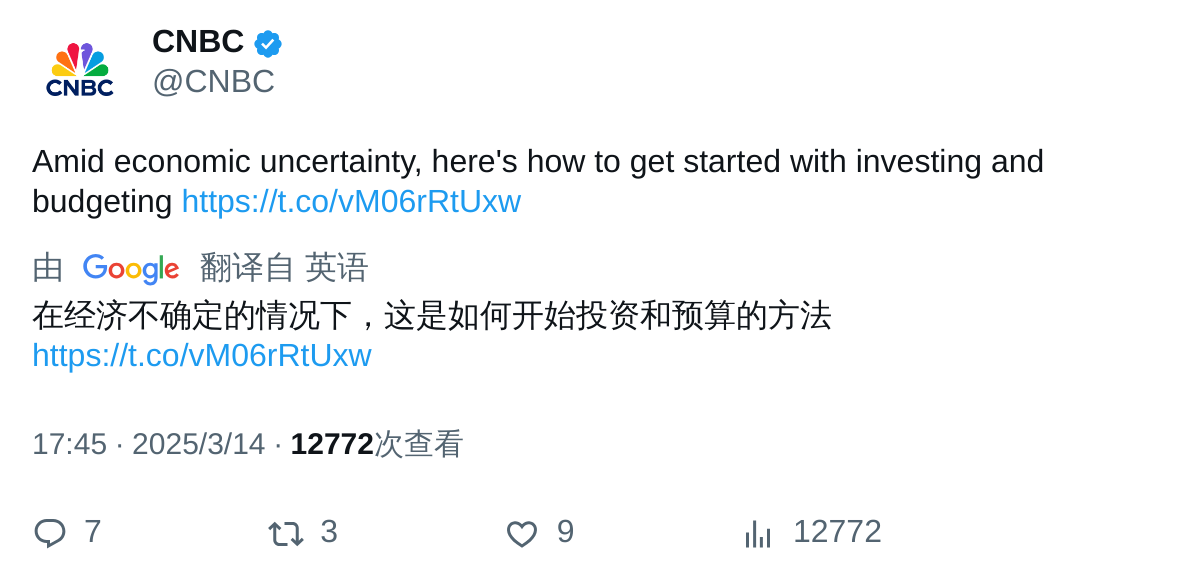 CNBC
CNBC
@CNBC
Amid economic uncertainty, here's how to get started with investing and
budgeting https://t.co/vM06rRtUxw
由 Google 翻译自 英语
在经济不确定的情况下，这是如何开始投资和预算的方法
https://t.co/vM06rRtUxw
17:45 · 2025/3/14 · 12772次查看
7 3 9 12772